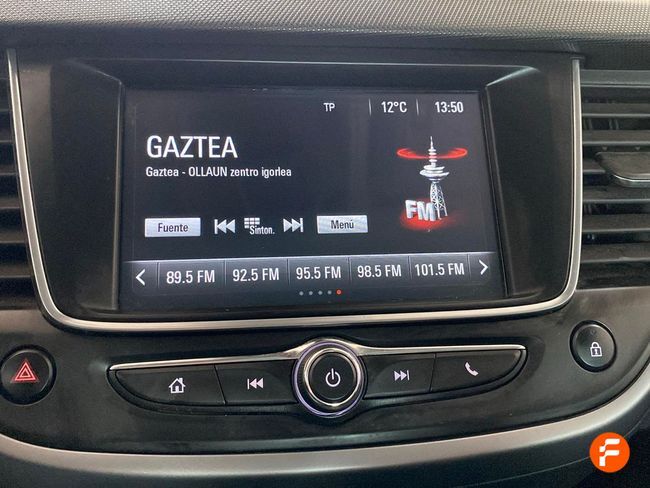 TP 12°C 13:50
GAZTEA
Gaztea - OLLAUN zentro igorlea
FM
Fuente Sinton. Menú
89.5 FM 92.5 FM 95.5 FM 98.5 FM 101.5 FM
F